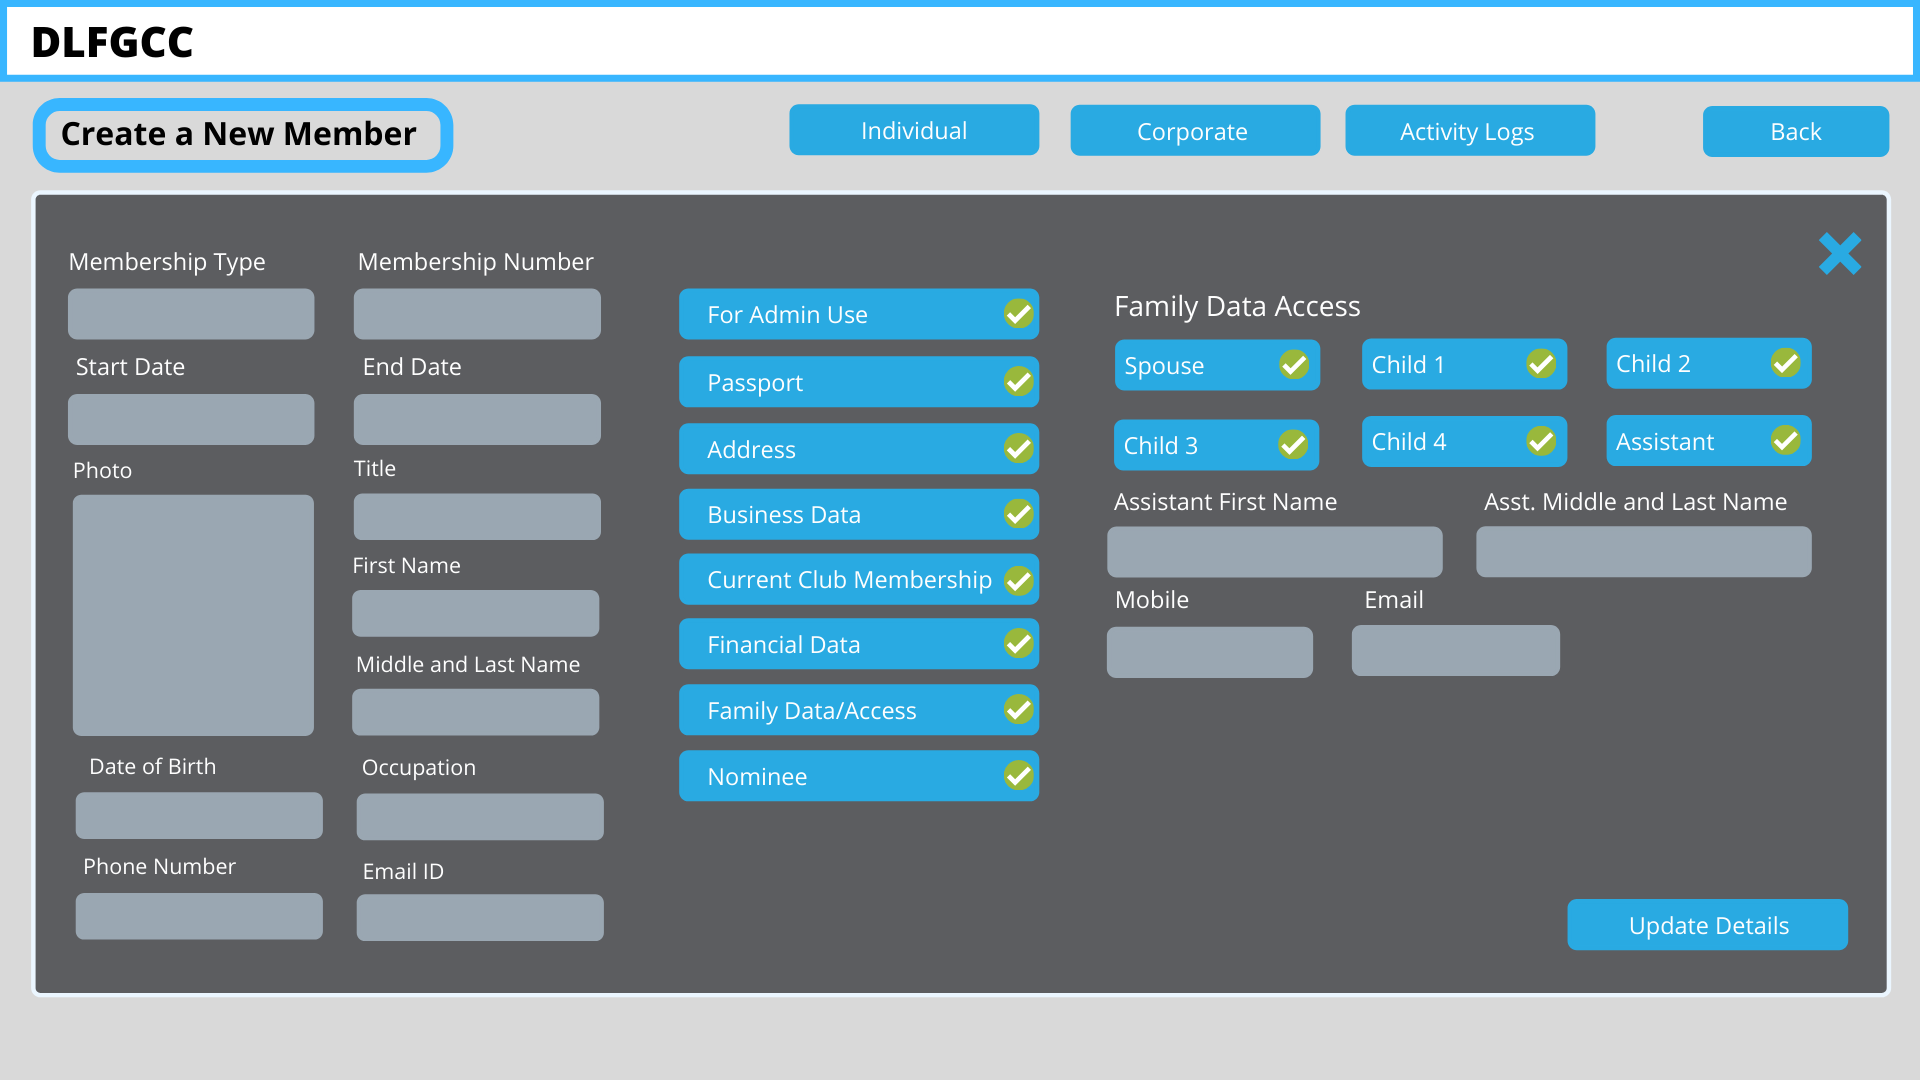 DLFGCC
Create a New Member
Individual
Corporate
Activity Logs
Back
Membership Type
Membership Number
Start Date
End Date
Photo
Title
First Name
Middle and Last Name
Date of Birth
Occupation
Phone Number
Email ID
For Admin Use
Passport
Address
Business Data
Current Club Membership
Financial Data
Family Data/Access
Nominee
Family Data Access
Spouse
Child 1
Child 2
Child 3
Child 4
Assistant
Assistant First Name
Asst. Middle and Last Name
Mobile
Email
Update Details